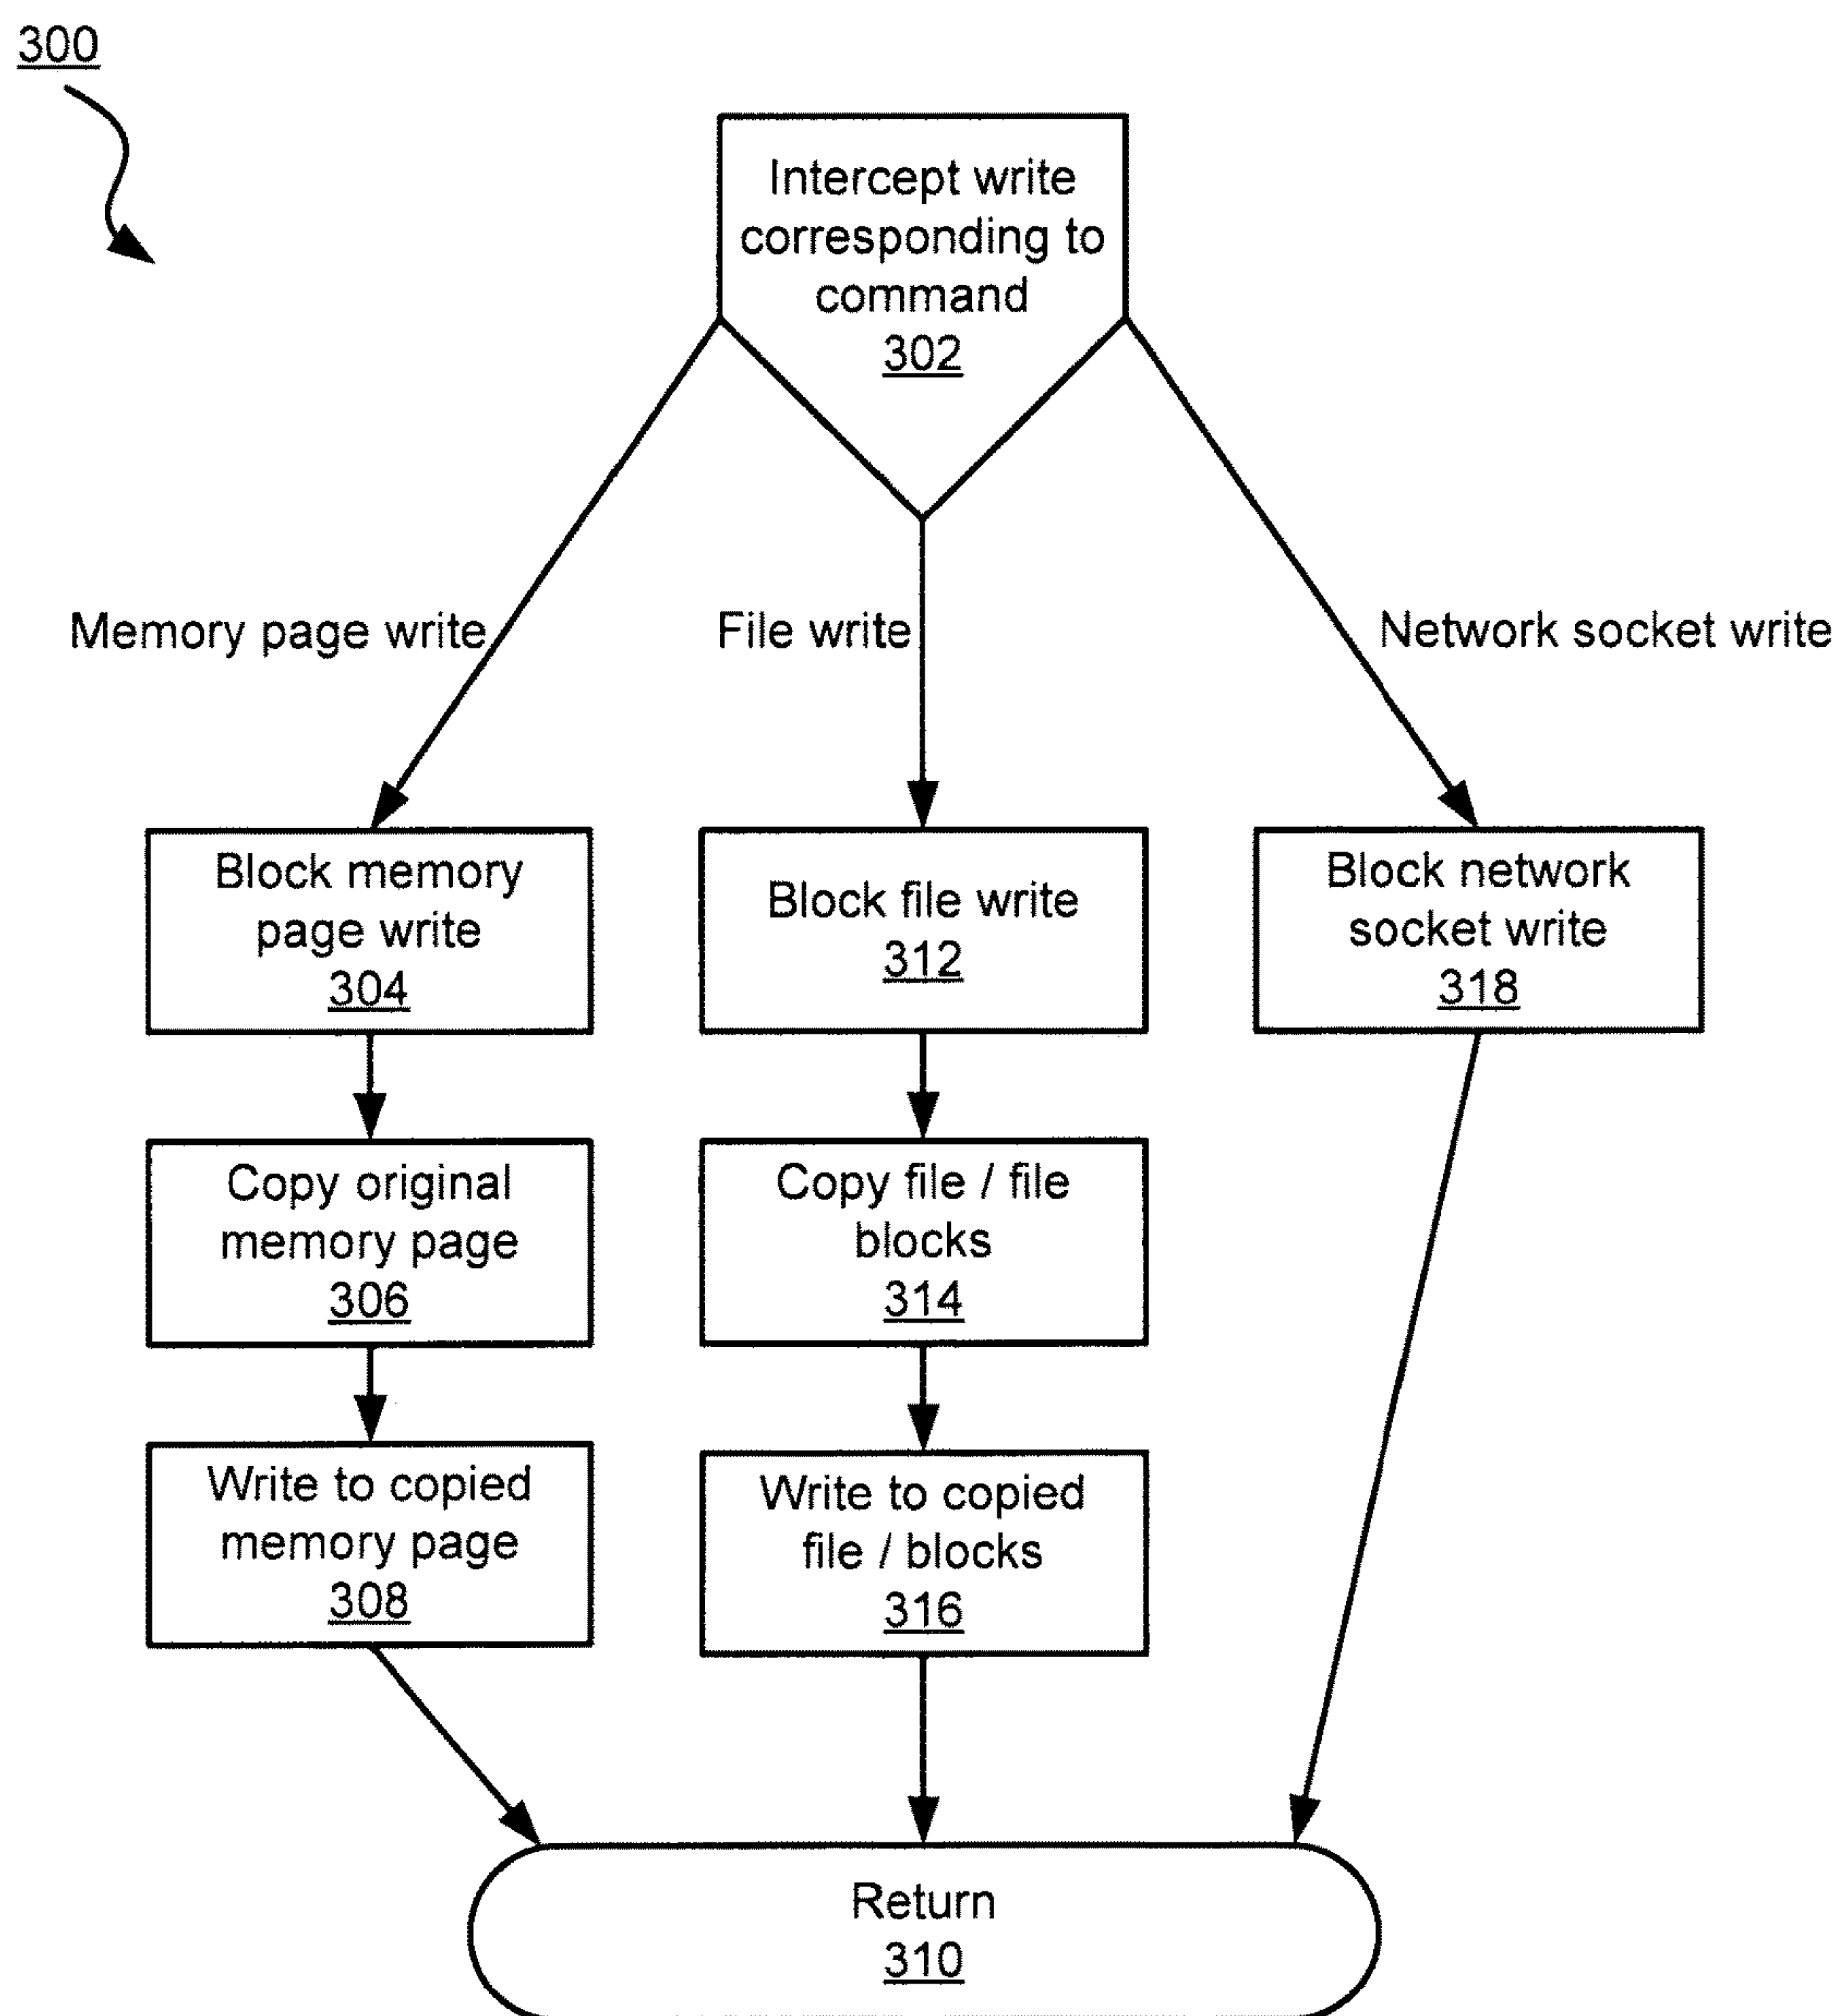 300
Intercept write
corresponding to
command
302
Memory page write
File write
Network socket write
Block memory
page write
304
Block file write
312
Block network
socket write
318
Copy original
memory page
306
Copy file / file
blocks
314
Write to copied
memory page
308
Write to copied
file / blocks
316
Return
310